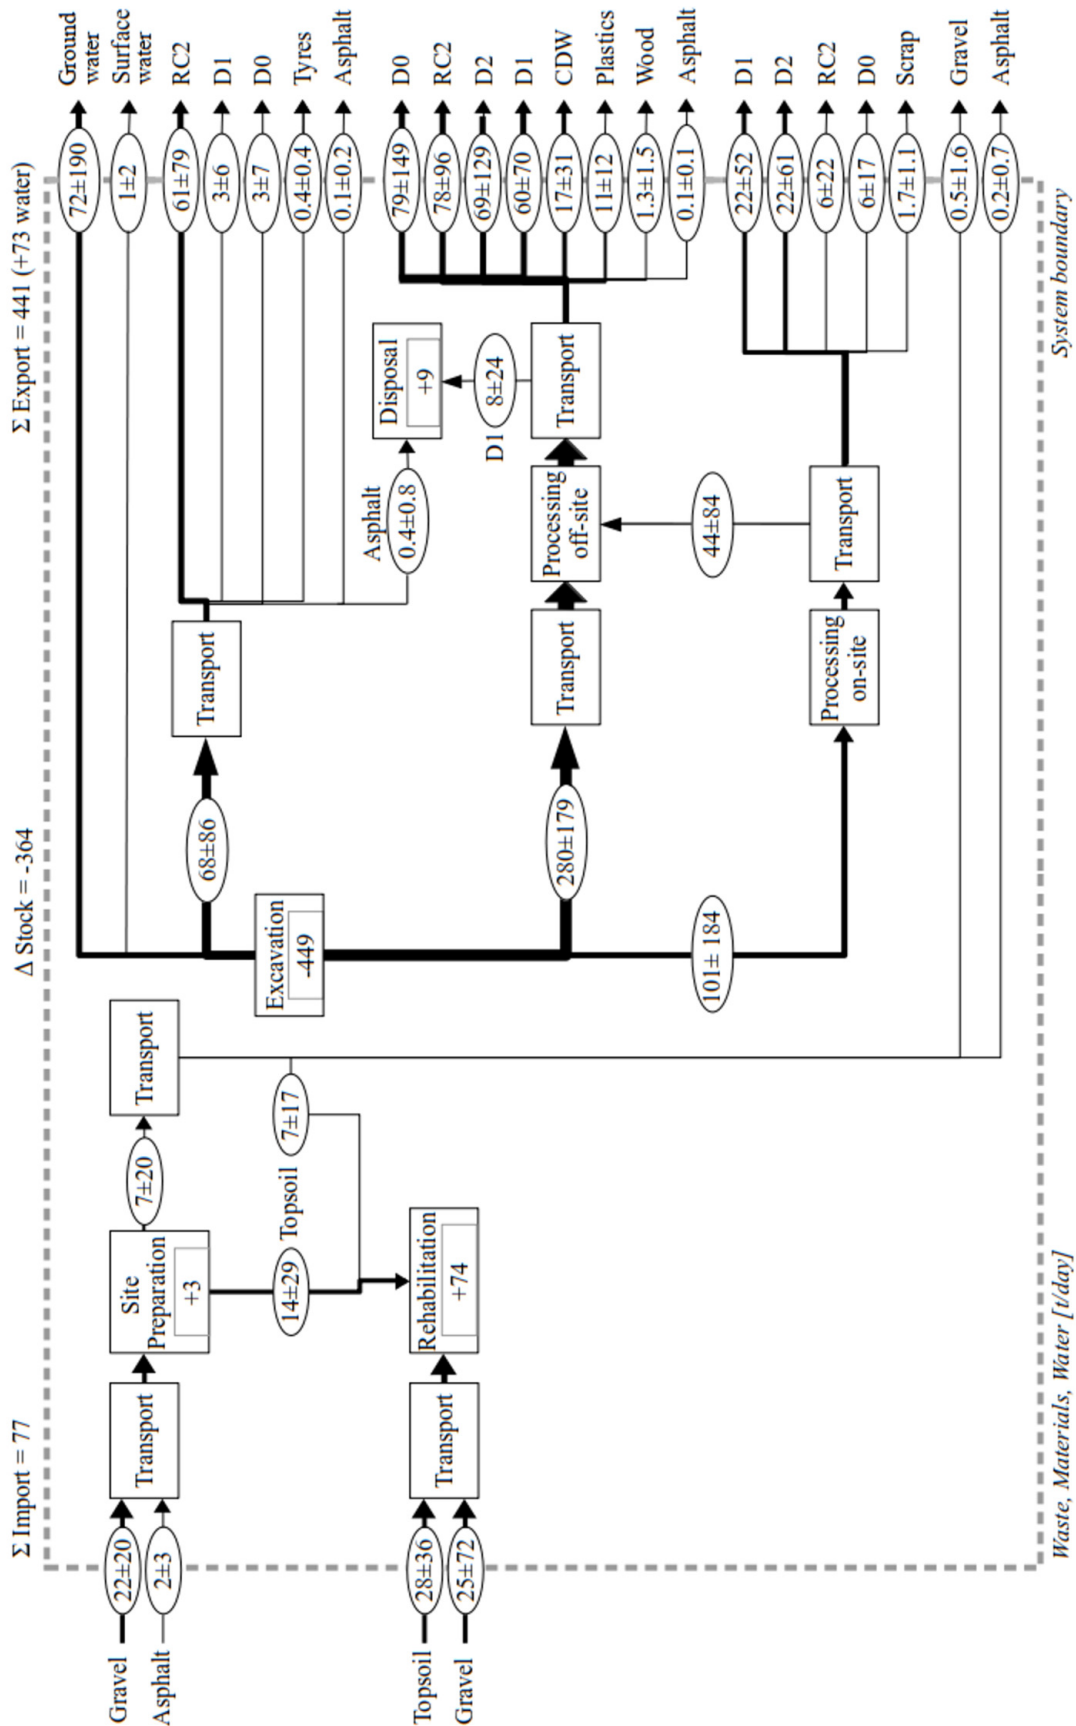 Σ Import = 77
Δ Stock = -364
Σ Export = 441 (+73 water)
Gravel
22±20
Asphalt
2±3
Transport
Site
Preparation
+3
7±20
Transport
14±29
Topsoil
7±17
Topsoil
28±36
Gravel
25±72
Transport
Rehabilitation
+74
Excavation
-449
68±86
280±179
101± 184
Transport
Asphalt
0.4±0.8
Disposal
+9
D1
8±24
Transport
Processing
off-site
Transport
44±84
Processing
on-site
Transport
72±190
Ground
water
1±2
Surface
water
61±79
RC2
3±6
D1
3±7
D0
0.4±0.4
Tyres
0.1±0.2
Asphalt
79±149
D0
78±96
RC2
69±129
D2
60±70
D1
17±31
CDW
11±12
Plastics
1.3±1.5
Wood
0.1±0.1
Asphalt
22±52
D1
22±61
D2
6±22
RC2
6±17
D0
1.7±1.1
Scrap
0.5±1.6
Gravel
0.2±0.7
Asphalt
Waste, Materials, Water [t/day]
System boundary